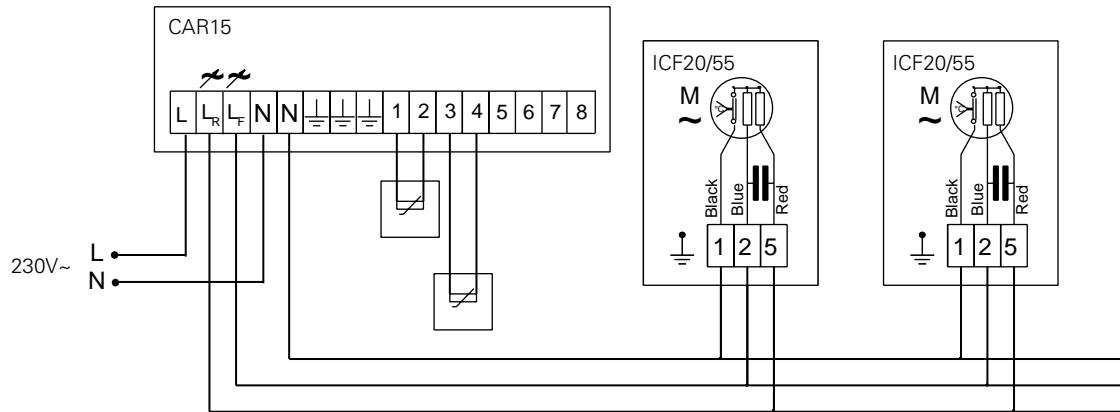 CAR15
L LR LF N N 1 2 3 4 5 6 7 8
230V~
L
N
ICF20/55
M
~
Black
Blue
Red
1 2 5
ICF20/55
M
~
Black
Blue
Red
1 2 5